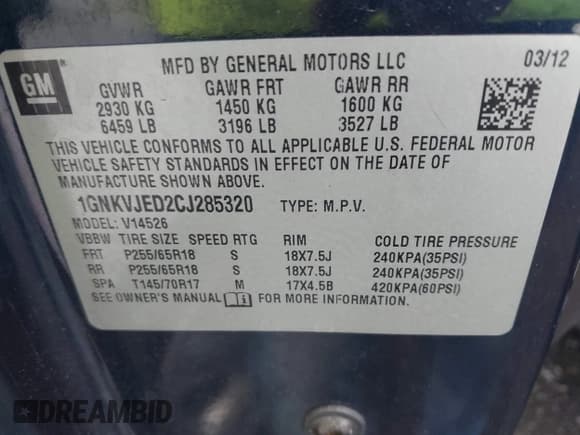 GM
MFD BY GENERAL MOTORS LLC 03/12
GVWR GAWR FRT GAWR RR
2930 KG 1450 KG 1600 KG
6459 LB 3196 LB 3527 LB
THIS VEHICLE CONFORMS TO ALL APPLICABLE U.S. FEDERAL MOTOR
VEHICLE SAFETY STANDARDS IN EFFECT ON THE DATE OF
MANUFACTURE SHOWN ABOVE.
1GNKVJED2CJ285320 TYPE: M.P.V.
MODEL: V14526
VBBW TIRE SIZE SPEED RTG RIM COLD TIRE PRESSURE
FRT P255/65R18 S 18X7.5J 240KPA(35PSI)
RR P255/65R18 S 18X7.5J 240KPA(35PSI)
SPA T145/70R17 M 17X4.5B 420KPA(60PSI)
SEE OWNER'S MANUAL FOR MORE INFORMATION.
DREAMBID